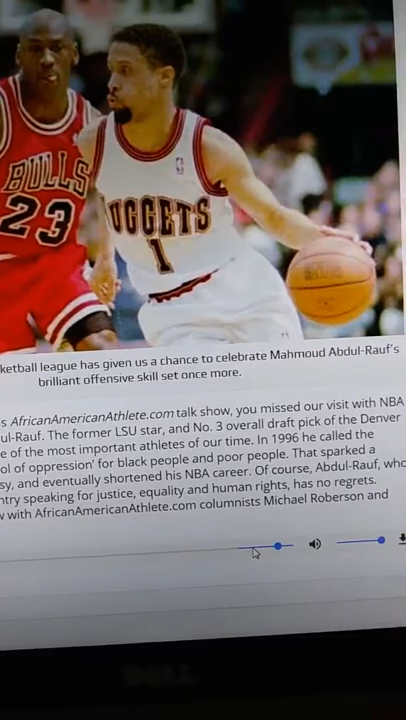 BULLS
23
NUGGETS
1
ketball league has given us a chance to celebrate Mahmoud Abdul-Rauf's
brilliant offensive skill set once more.
s AfricanAmericanAthlete.com talk show, you missed our visit with NBA
ul-Rauf. The former LSU star, and No. 3 overall draft pick of the Denver
e of the most important athletes of our time. In 1996 he called the
ol of oppression' for black people and poor people. That sparked a
sy, and eventually shortened his NBA career. Of course, Abdul-Rauf, who
ntry speaking for justice, equality and human rights, has no regrets.
w with AfricanAmericanAthlete.com columnists Michael Roberson and
DELL